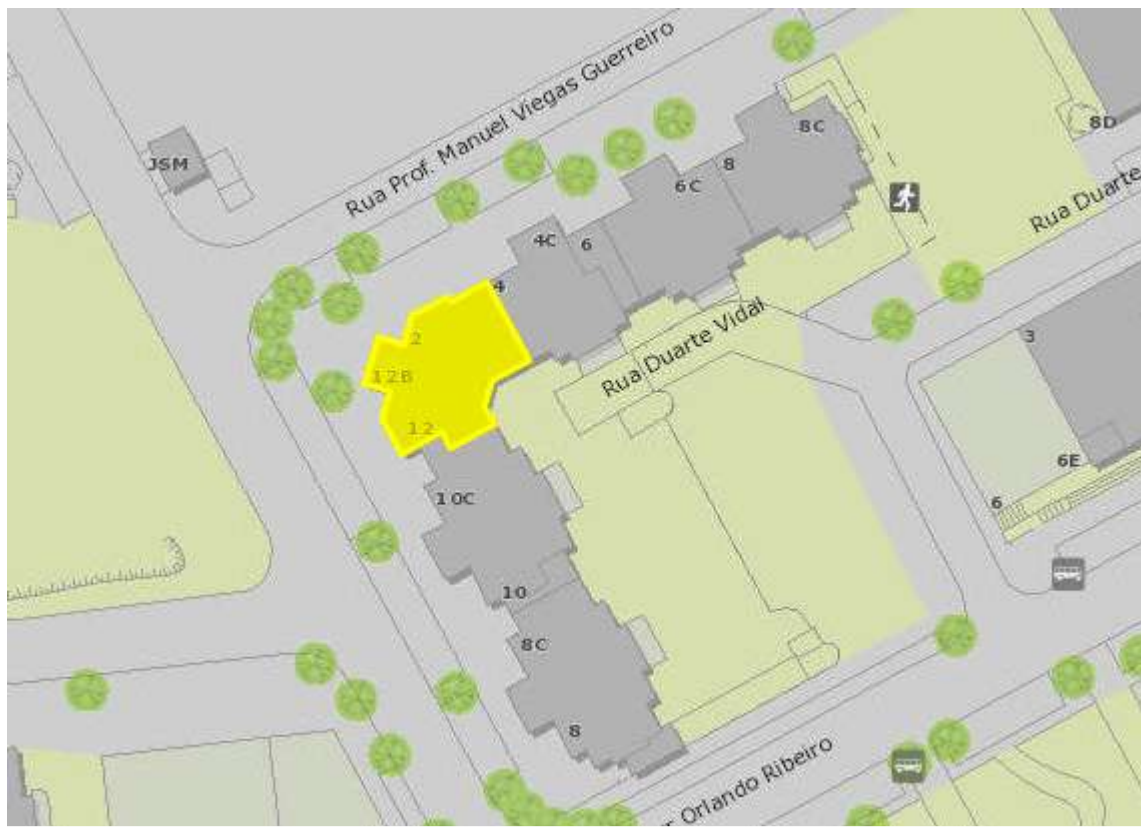 Rua Prof. Manuel Viegas Guerreiro
8C
8D
JSM
8
6C
Rua Duarte
4C
6
4
2
Rua Duarte Vidal
3
12B
12
6E
10C
6
10
8C
8
r Orlando Ribeiro